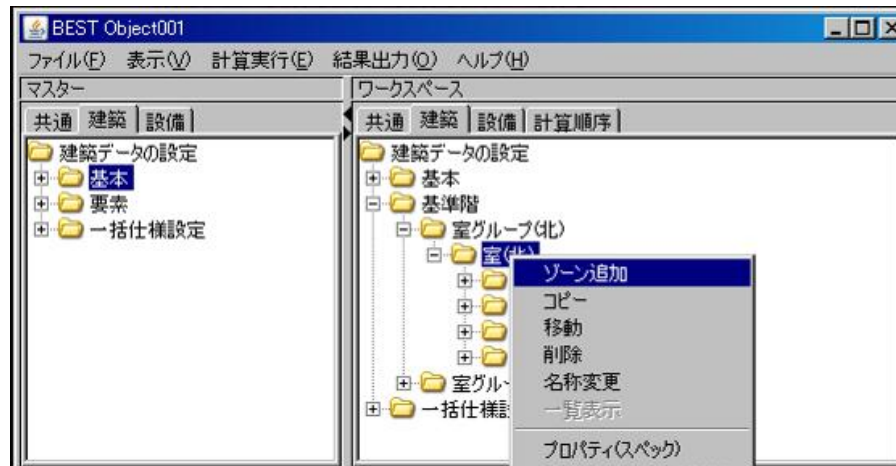 BEST Object001
ファイル(F) 表示(V) 計算実行(E) 結果出力(O) ヘルプ(H)
マスター
共通 建築 設備
建築データの設定
基本
要素
一括仕様設定
ワークスペース
共通 建築 設備 計算順序
建築データの設定
基本
基準階
室グループ(北)
室(北)
室グル
一括仕様
ゾーン追加
コピー
移動
削除
名称変更
一覧表示
プロパティ(スペック)